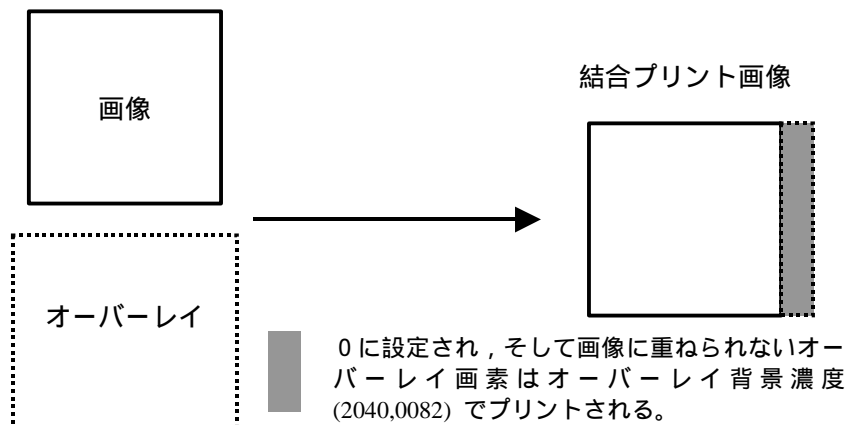 画像
結合プリント画像
オーバーレイ
０に設定され，そして画像に重ねられないオー
バーレイ画素はオーバーレイ背景濃度
(2040,0082) でプリントされる。